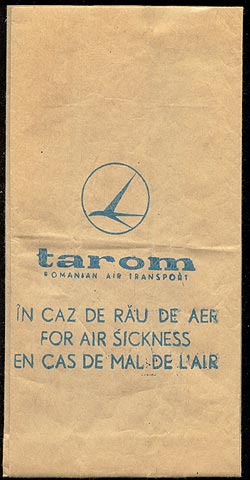 tarom
ROMANIAN AIR TRANSPORT
ÎN CAZ DE RĂU DE AER
FOR AIR SICKNESS
EN CAS DE MAL DE L'AIR